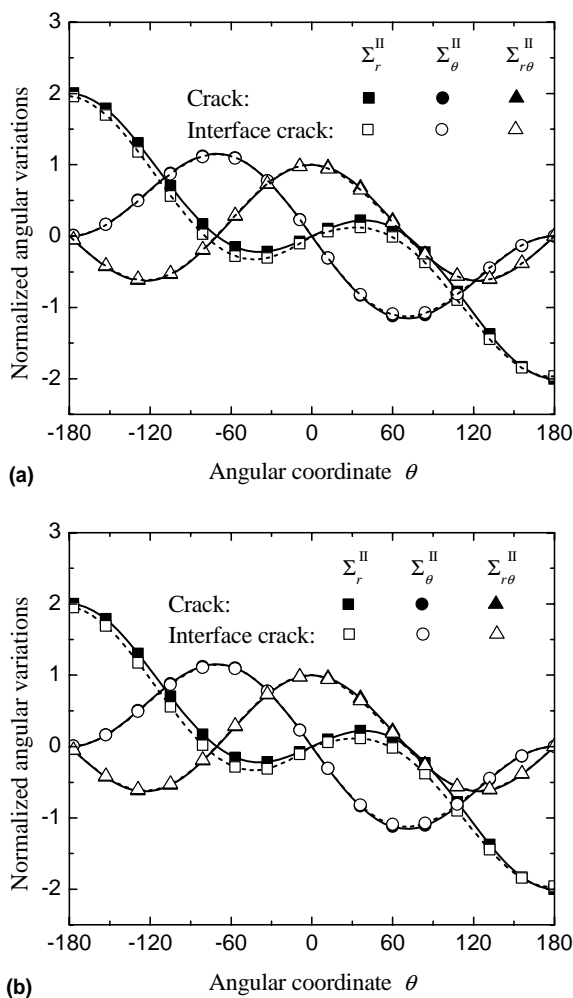 3
Σ_r^II Σ_θ^II Σ_rθ^II
Crack:
Interface crack:
2
1
0
-1
-2
-180 -120 -60 0 60 120 180
Normalized angular variations
Angular coordinate θ
(a)
3
Σ_r^II Σ_θ^II Σ_rθ^II
Crack:
Interface crack:
2
1
0
-1
-2
-180 -120 -60 0 60 120 180
Normalized angular variations
Angular coordinate θ
(b)